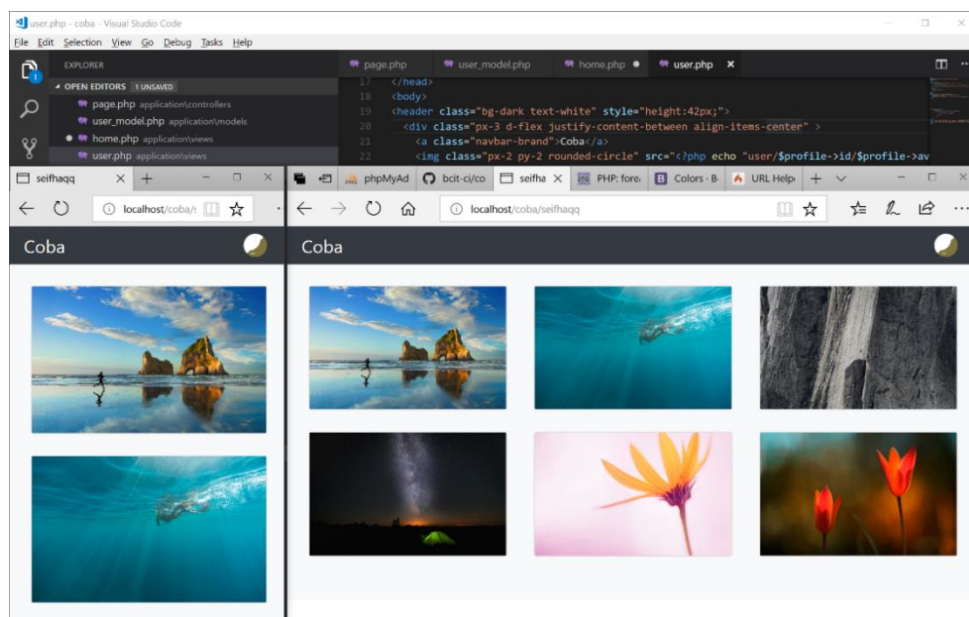 user.php - coba - Visual Studio Code
File Edit Selection View Go Debug Tasks Help
EXPLORER
OPEN EDITORS 1 UNSAVED
page.php application\controllers
user_model.php application\models
home.php application\views
user.php application\views
1
page.php user_model.php home.php user.php
17 </head>
18 <body>
19 <header class="bg-dark text-white" style="height:42px;">
20 <div class="px-3 d-flex justify-content-between align-items-center" >
21 <a class="navbar-brand">Coba</a>
22 <img class="px-2 py-2 rounded-circle" src="<?php echo "user/$profile->id/$profile->av
seifhaqq
localhost/coba/s
Coba
phpMyAd bcit-ci/co seifha PHP: fore Colors - B URL Help
localhost/coba/seifhaqq
Coba